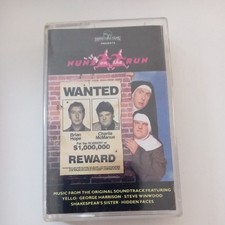 NUNS ON THE RUN
WANTED
Brian Hope
Charlie McManus
$1,000,000
REWARD
MUSIC FROM THE ORIGINAL SOUNDTRACK FEATURING
YELLO · GEORGE HARRISON · STEVE WINWOOD
SHAKESPEAR'S SISTER · HIDDEN FACES